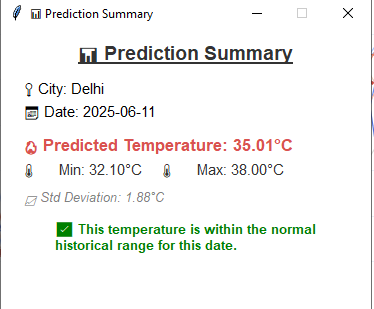 Prediction Summary
Prediction Summary
City: Delhi
Date: 2025-06-11
Predicted Temperature: 35.01°C
Min: 32.10°C Max: 38.00°C
Std Deviation: 1.88°C
This temperature is within the normal
historical range for this date.